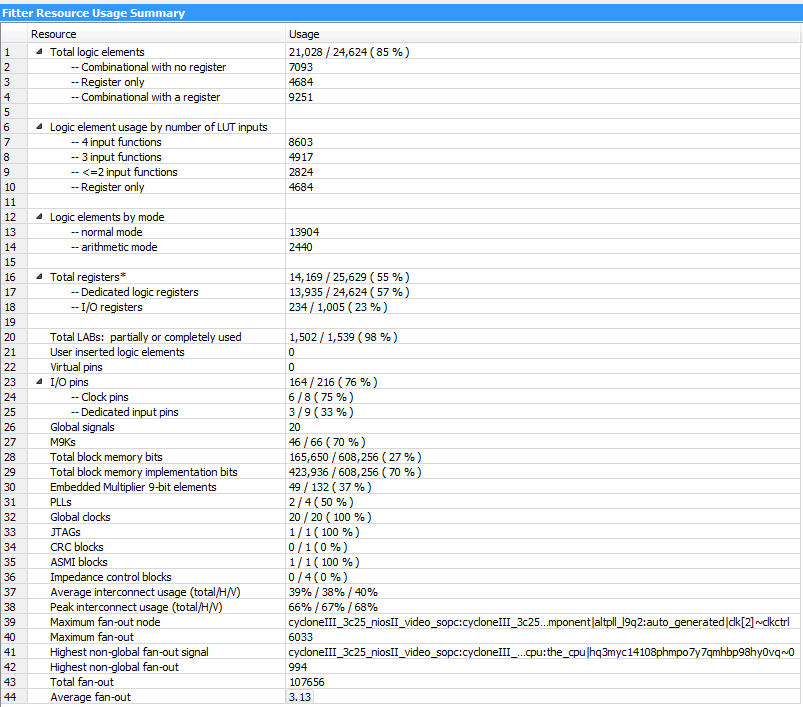 Fitter Resource Usage Summary
Resource Usage
1 Total logic elements 21,028 / 24,624 ( 85 % )
2 -- Combinational with no register 7093
3 -- Register only 4684
4 -- Combinational with a register 9251
5
6 Logic element usage by number of LUT inputs
7 -- 4 input functions 8603
8 -- 3 input functions 4917
9 -- <=2 input functions 2824
10 -- Register only 4684
11
12 Logic elements by mode
13 -- normal mode 13904
14 -- arithmetic mode 2440
15
16 Total registers* 14,169 / 25,629 ( 55 % )
17 -- Dedicated logic registers 13,935 / 24,624 ( 57 % )
18 -- I/O registers 234 / 1,005 ( 23 % )
19
20 Total LABs: partially or completely used 1,502 / 1,539 ( 98 % )
21 User inserted logic elements 0
22 Virtual pins 0
23 I/O pins 164 / 216 ( 76 % )
24 -- Clock pins 6 / 8 ( 75 % )
25 -- Dedicated input pins 3 / 9 ( 33 % )
26 Global signals 20
27 M9Ks 46 / 66 ( 70 % )
28 Total block memory bits 165,650 / 608,256 ( 27 % )
29 Total block memory implementation bits 423,936 / 608,256 ( 70 % )
30 Embedded Multiplier 9-bit elements 49 / 132 ( 37 % )
31 PLLs 2 / 4 ( 50 % )
32 Global clocks 20 / 20 ( 100 % )
33 JTAGs 1 / 1 ( 100 % )
34 CRC blocks 0 / 1 ( 0 % )
35 ASMI blocks 1 / 1 ( 100 % )
36 Impedance control blocks 0 / 4 ( 0 % )
37 Average interconnect usage (total/H/V) 39% / 38% / 40%
38 Peak interconnect usage (total/H/V) 66% / 67% / 68%
39 Maximum fan-out node cycloneIII_3c25_niosII_video_sopc:cycloneIII_3c25...mponent|altpll_l9q2:auto_generated|clk[2]~clkctrl
40 Maximum fan-out 6033
41 Highest non-global fan-out signal cycloneIII_3c25_niosII_video_sopc:cycloneIII_...cpu:the_cpu|hq3myc14108phmpo7y7qmhbp98hy0vq~0
42 Highest non-global fan-out 994
43 Total fan-out 107656
44 Average fan-out 3.13